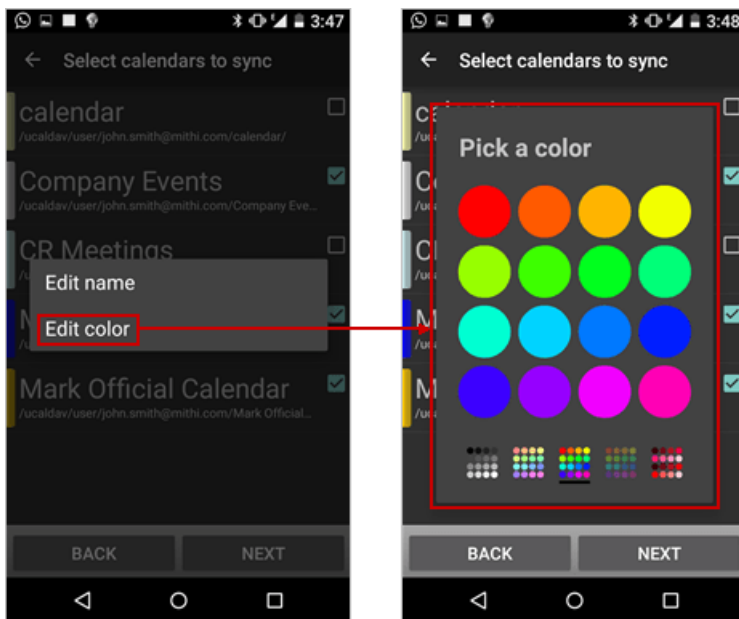 3:47
Select calendars to sync
calendar
/ucaldav/user/john.smith@mithi.com/calendar/
Company Events
/ucaldav/user/john.smith@mithi.com/Company Eve...
CR Meetings
Edit name
Edit color
Mark Official Calendar
/ucaldav/user/john.smith@mithi.com/Mark Official...
BACK NEXT
3:48
Select calendars to sync
Pick a color
BACK NEXT